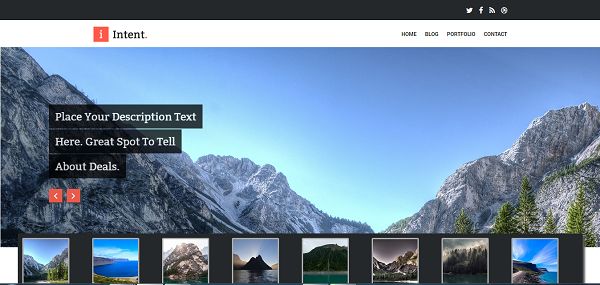 i Intent.
HOME BLOG PORTFOLIO CONTACT
Place Your Description Text
Here. Great Spot To Tell
About Deals.